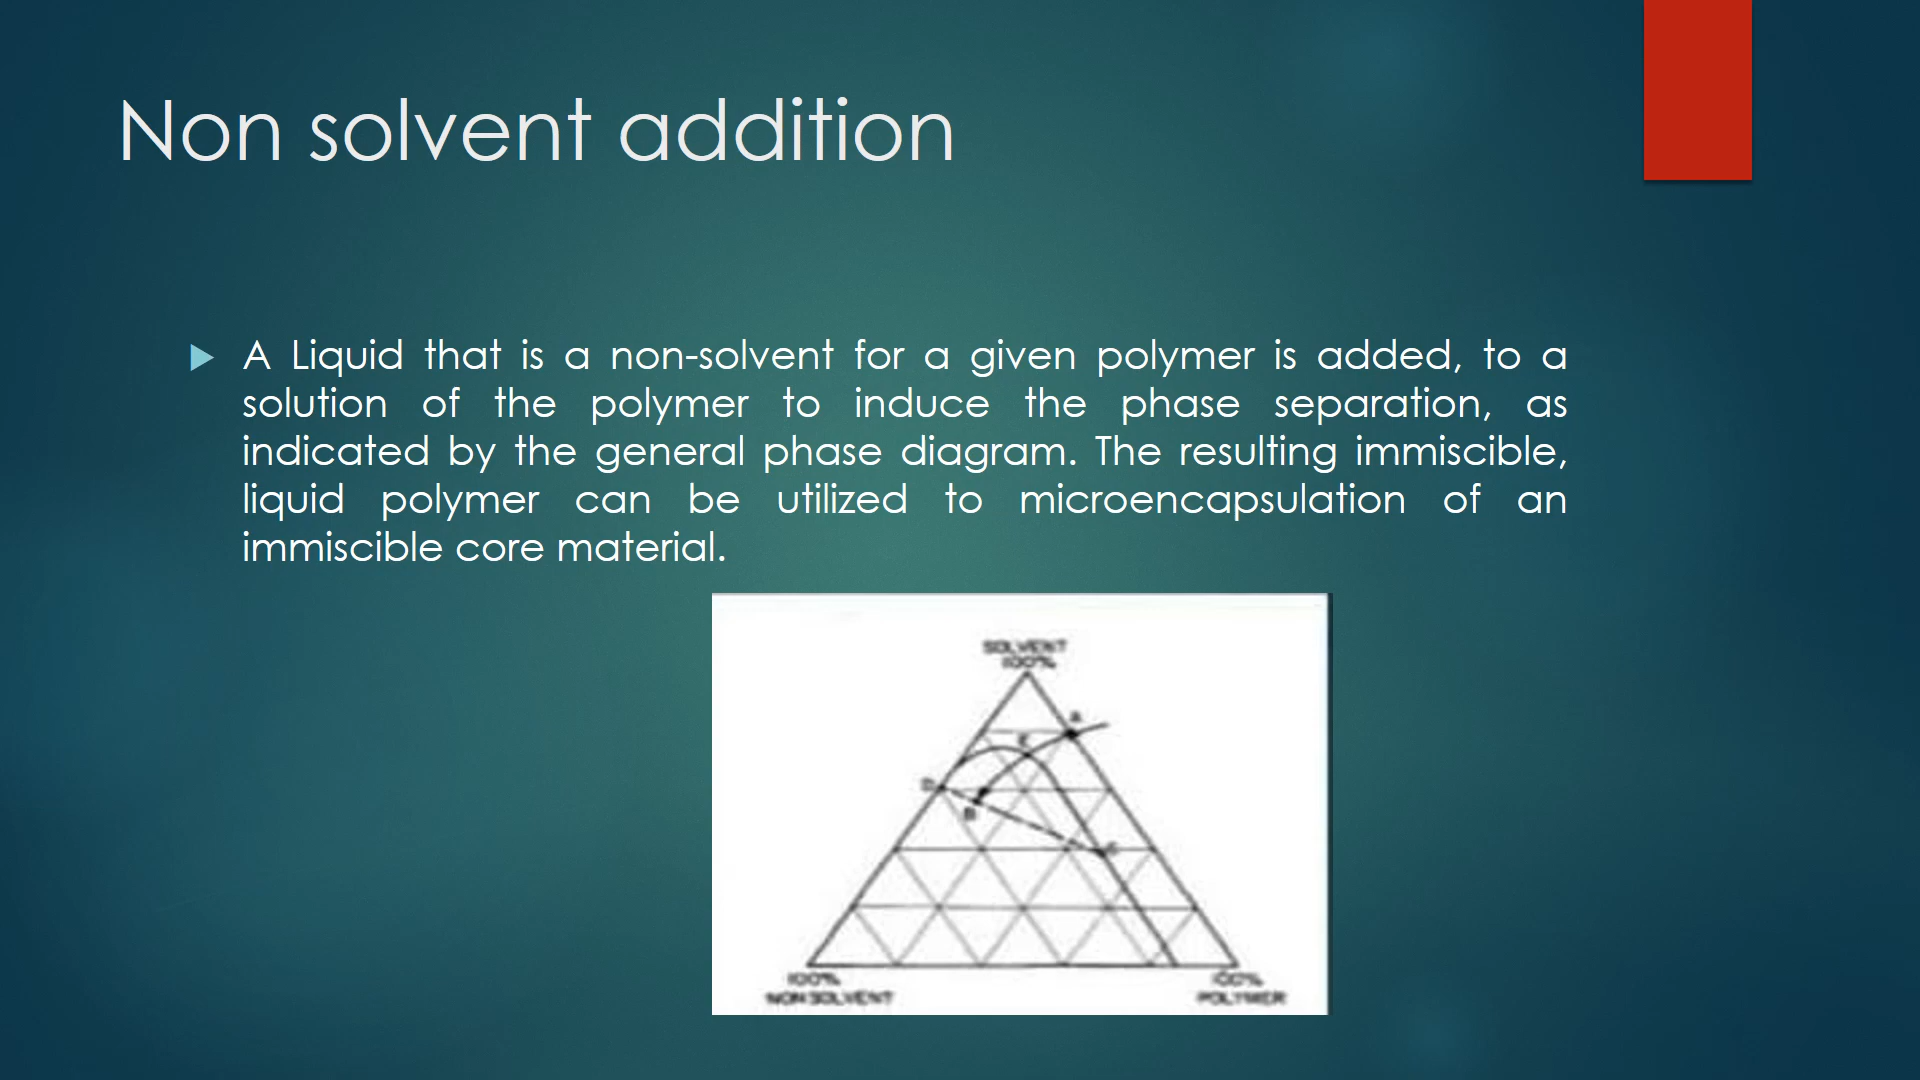 Non solvent addition
A Liquid that is a non-solvent for a given polymer is added, to a
solution of the polymer to induce the phase separation, as
indicated by the general phase diagram. The resulting immiscible,
liquid polymer can be utilized to microencapsulation of an
immiscible core material.
SOLVENT
100%
A
E
D
B
C
100%
NONSOLVENT
100%
POLYMER